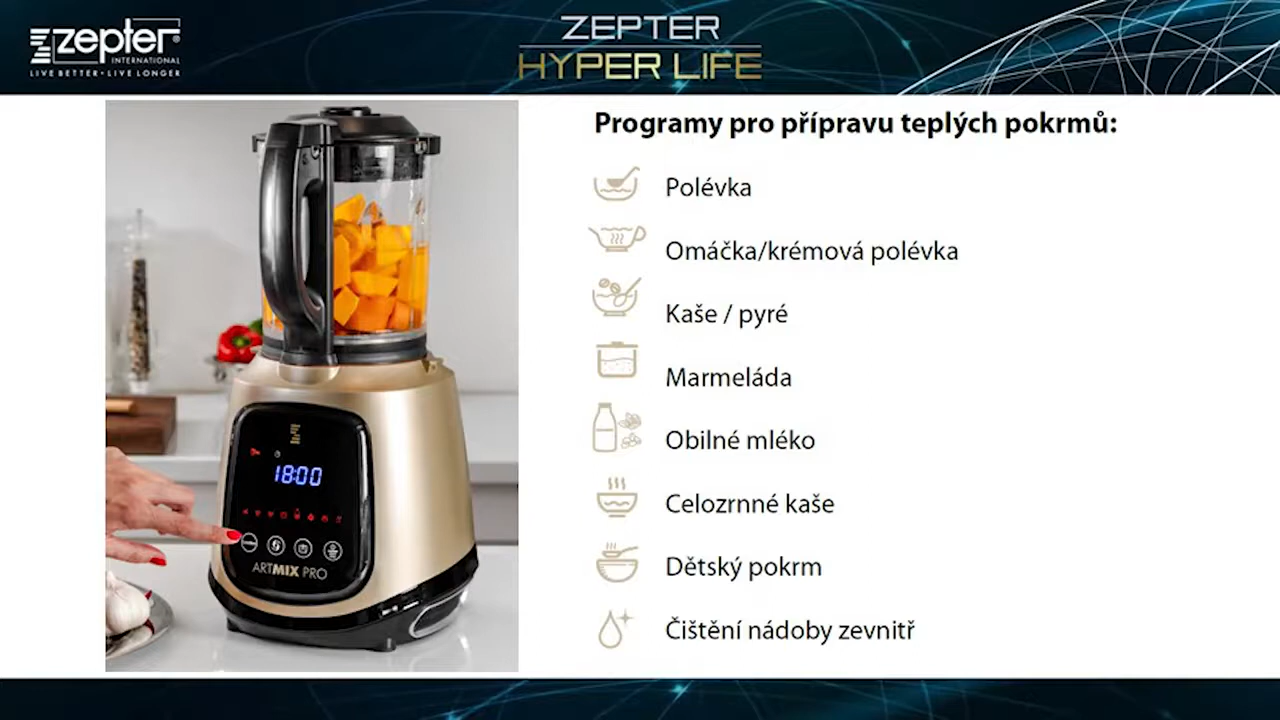 zepter
INTERNATIONAL
LIVE BETTER • LIVE LONGER
ZEPTER
HYPER LIFE
Programy pro přípravu teplých pokrmů:
Polévka
Omáčka/krémová polévka
Kaše / pyré
Marmeláda
Obilné mléko
Celozrnné kaše
Dětský pokrm
Čištění nádoby zevnitř
18:00
ARTMIX PRO